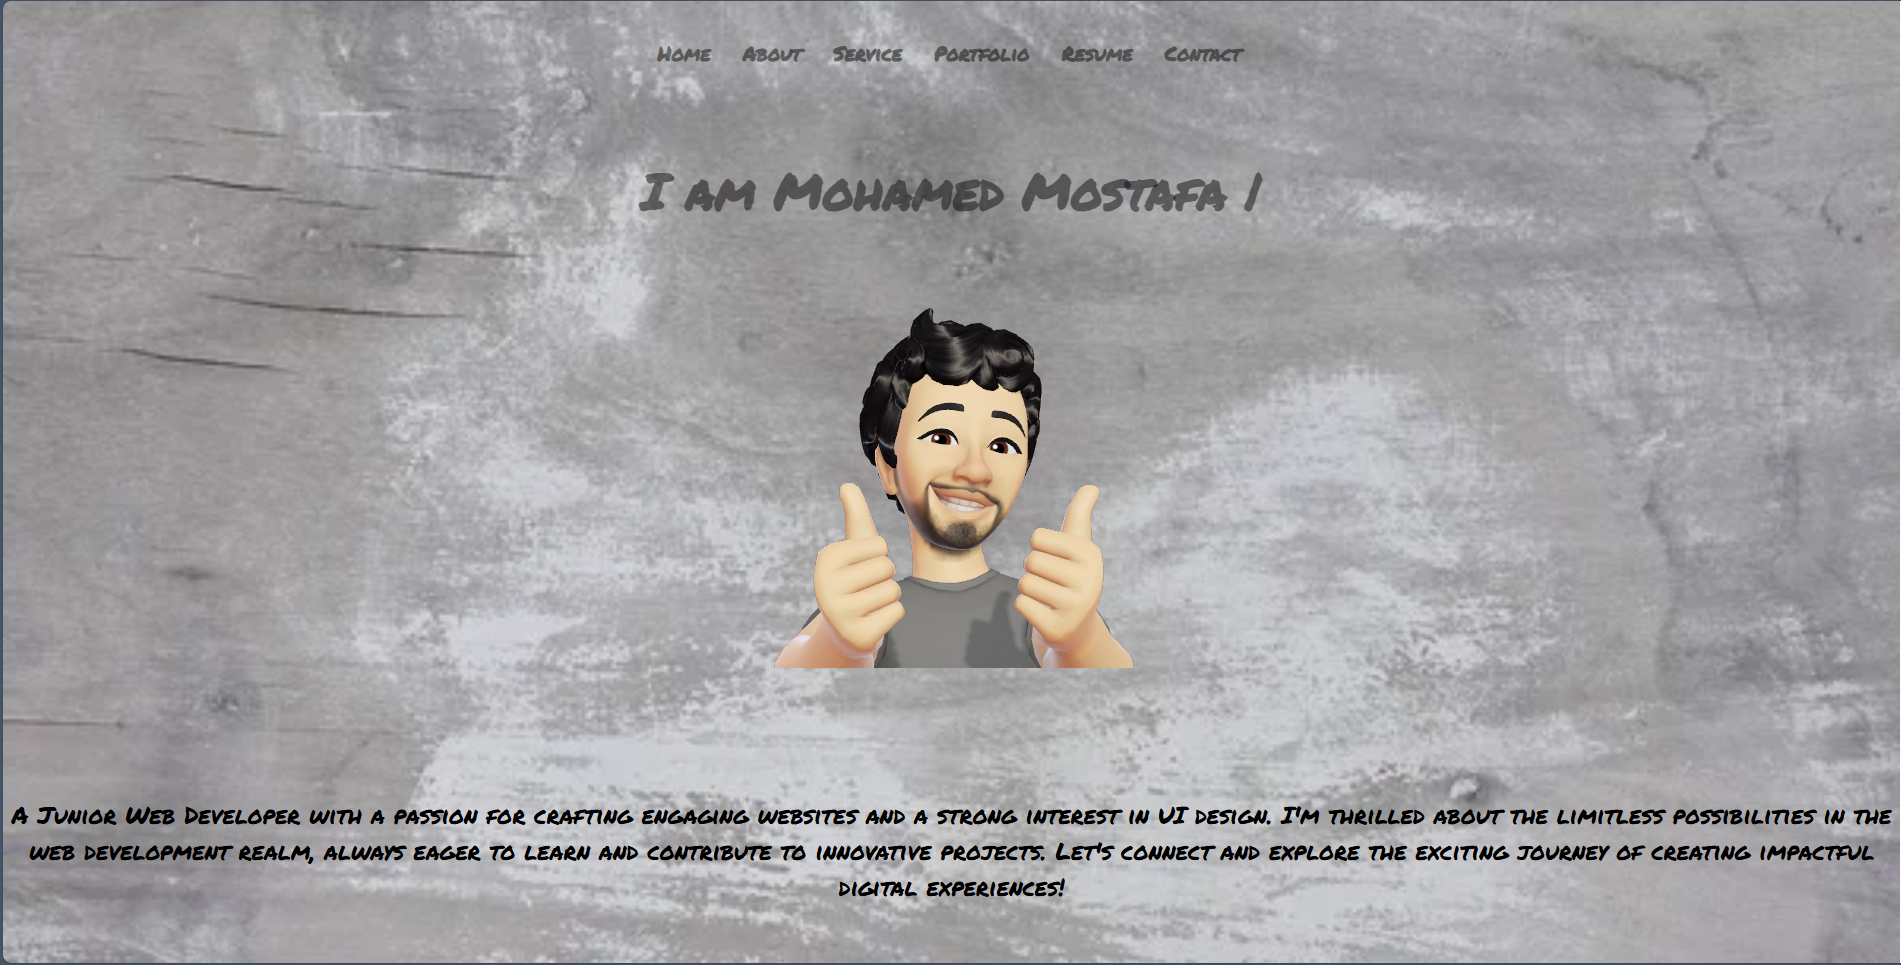 Home About Service Portfolio Resume Contact
I am Mohamed Mostafa |
A Junior Web Developer with a passion for crafting engaging websites and a strong interest in UI design. I'm thrilled about the limitless possibilities in the
web development realm, always eager to learn and contribute to innovative projects. Let's connect and explore the exciting journey of creating impactful
digital experiences!